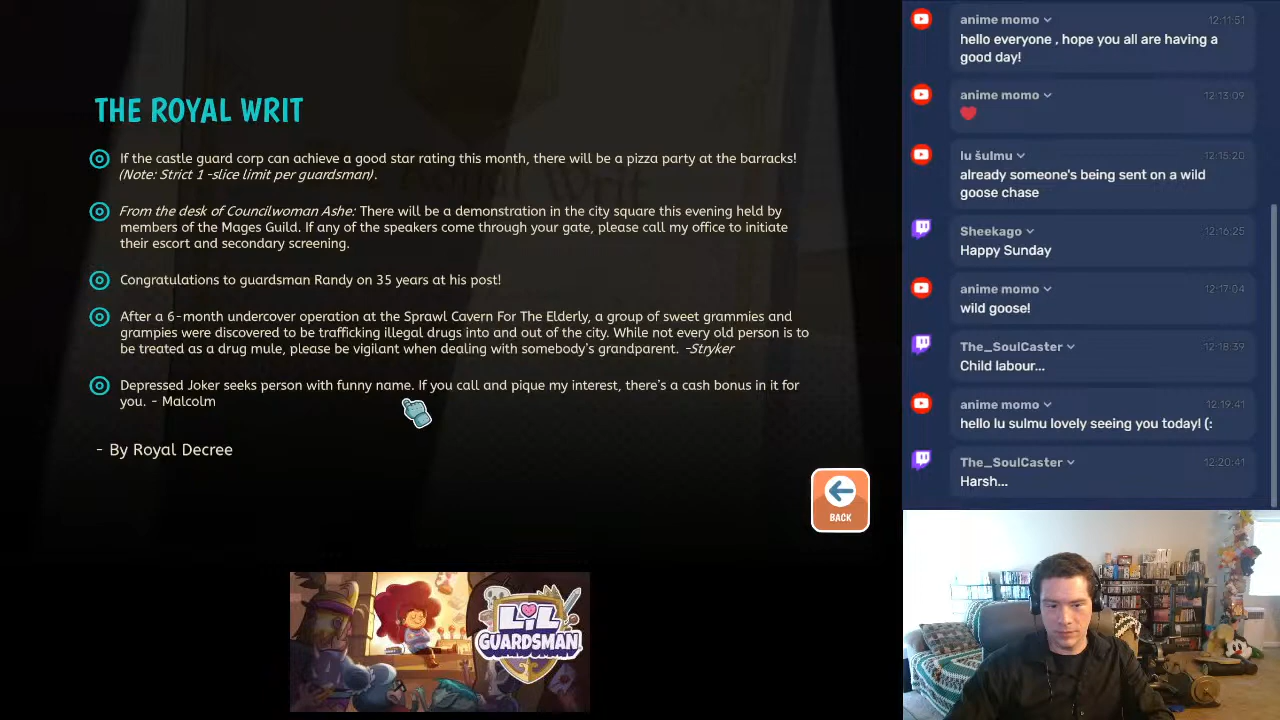 THE ROYAL WRIT
If the castle guard corp can achieve a good star rating this month, there will be a pizza party at the barracks!
(Note: Strict 1 -slice limit per guardsman).
From the desk of Councilwoman Ashe: There will be a demonstration in the city square this evening held by
members of the Mages Guild. If any of the speakers come through your gate, please call my office to initiate
their escort and secondary screening.
Congratulations to guardsman Randy on 35 years at his post!
After a 6-month undercover operation at the Sprawl Cavern For The Elderly, a group of sweet grammies and
grampies were discovered to be trafficking illegal drugs into and out of the city. While not every old person is to
be treated as a drug mule, please be vigilant when dealing with somebody's grandparent. -Stryker
Depressed Joker seeks person with funny name. If you call and pique my interest, there's a cash bonus in it for
you. - Malcolm
- By Royal Decree
BACK
LiL
GUARDSMAN
anime momo 12:11:51
hello everyone , hope you all are having a
good day!
anime momo 12:13:09
lu šulmu 12:15:20
already someone's being sent on a wild
goose chase
Sheekago 12:16:25
Happy Sunday
anime momo 12:17:04
wild goose!
The_SoulCaster 12:18:39
Child labour...
anime momo 12:19:41
hello lu sulmu lovely seeing you today! (:
The_SoulCaster 12:20:41
Harsh...